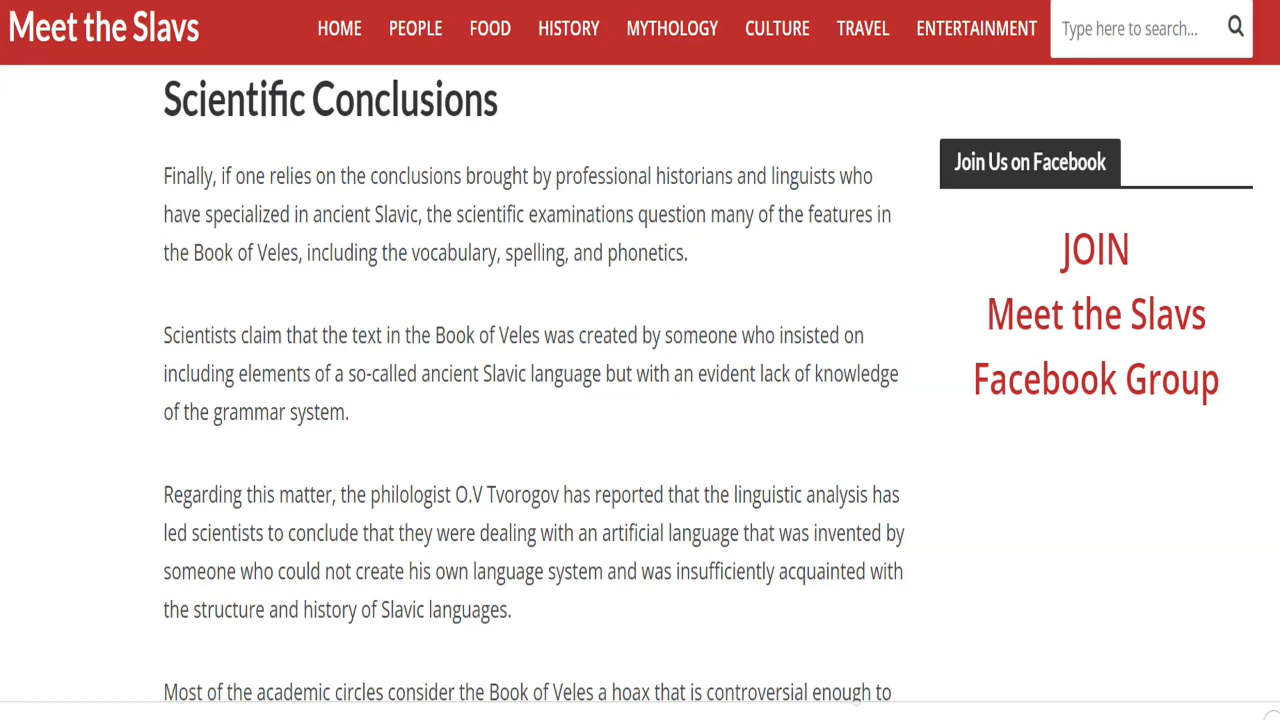 Meet the Slavs
HOME PEOPLE FOOD HISTORY MYTHOLOGY CULTURE TRAVEL ENTERTAINMENT
Type here to search...
Scientific Conclusions
Finally, if one relies on the conclusions brought by professional historians and linguists who
have specialized in ancient Slavic, the scientific examinations question many of the features in
the Book of Veles, including the vocabulary, spelling, and phonetics.
Scientists claim that the text in the Book of Veles was created by someone who insisted on
including elements of a so-called ancient Slavic language but with an evident lack of knowledge
of the grammar system.
Regarding this matter, the philologist O.V Tvorogov has reported that the linguistic analysis has
led scientists to conclude that they were dealing with an artificial language that was invented by
someone who could not create his own language system and was insufficiently acquainted with
the structure and history of Slavic languages.
Most of the academic circles consider the Book of Veles a hoax that is controversial enough to
Join Us on Facebook
JOIN
Meet the Slavs
Facebook Group